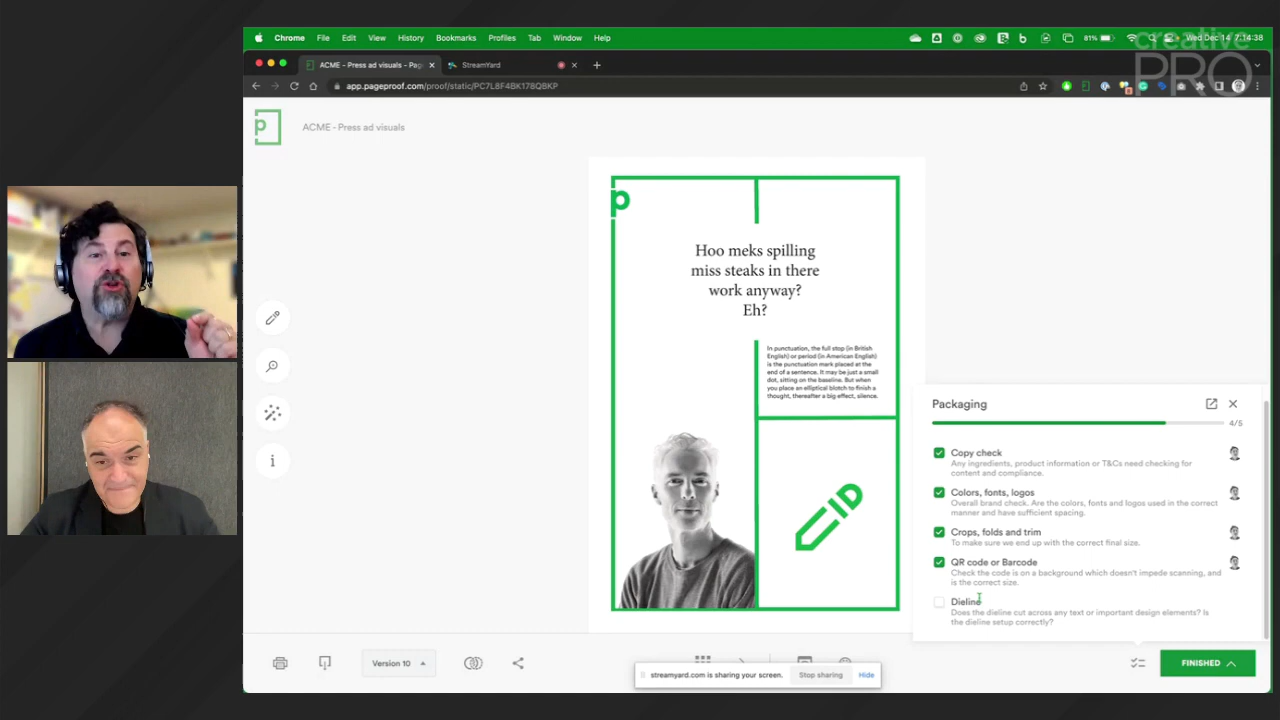 Chrome File Edit View History Bookmarks Profiles Tab Window Help
81% Wed Dec 14 7:14:38
creative
PRO
ACME - Press ad visuals - Pag
StreamYard
app.pageproof.com/proof/static/PC7L8F4BK178QBKP
p
ACME - Press ad visuals
p
Hoo meks spilling
miss steaks in there
work anyway?
Eh?
In punctuation, the full stop (in British
English) or period (in American English)
is the punctuation mark placed at the
end of a sentence. It may be just a small
dot, sitting on the baseline. But when
you place an elliptical blotch to finish a
thought, thereafter a big effect, silence.
Packaging
4/5
Copy check
Any ingredients, product information or T&Cs need checking for
content and compliance.
Colors, fonts, logos
Overall brand check. Are the colors, fonts and logos used in the correct
manner and have sufficient spacing.
Crops, folds and trim
To make sure we end up with the correct final size.
QR code or Barcode
Check the code is on a background which doesn't impede scanning, and
is the correct size.
Dieline
Does the dieline cut across any text or important design elements? Is
the dieline setup correctly?
Version 10
FINISHED
streamyard.com is sharing your screen.
Stop sharing
Hide